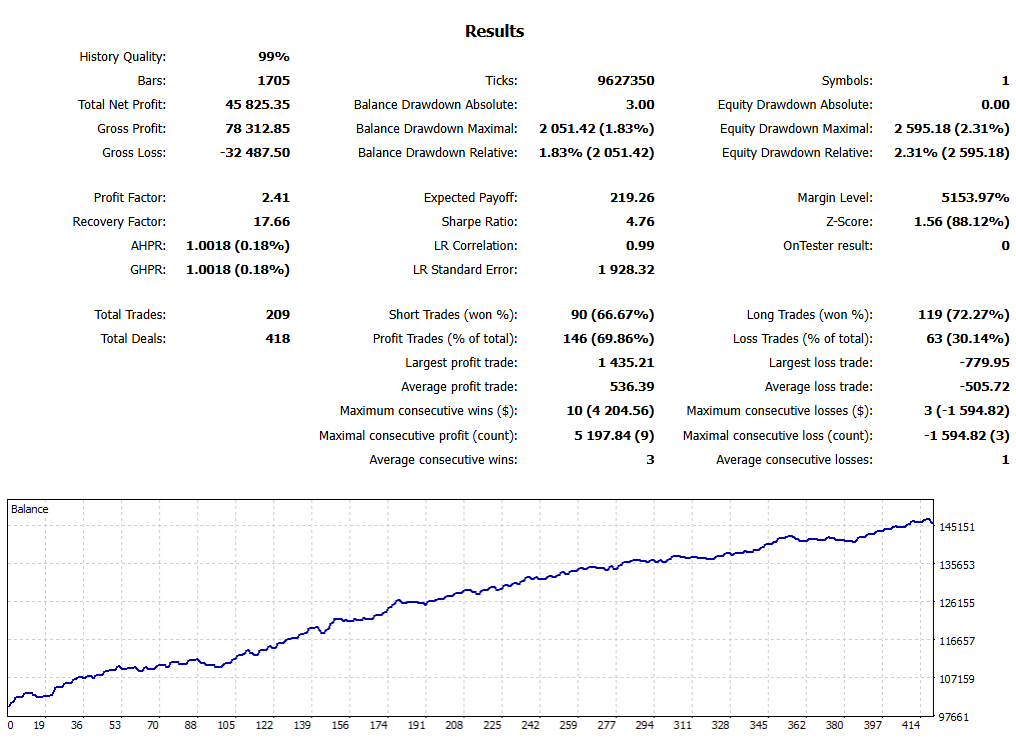 Results
History Quality: 99%
Bars: 1705 Ticks: 9627350 Symbols: 1
Total Net Profit: 45 825.35 Balance Drawdown Absolute: 3.00 Equity Drawdown Absolute: 0.00
Gross Profit: 78 312.85 Balance Drawdown Maximal: 2 051.42 (1.83%) Equity Drawdown Maximal: 2 595.18 (2.31%)
Gross Loss: -32 487.50 Balance Drawdown Relative: 1.83% (2 051.42) Equity Drawdown Relative: 2.31% (2 595.18)
Profit Factor: 2.41 Expected Payoff: 219.26 Margin Level: 5153.97%
Recovery Factor: 17.66 Sharpe Ratio: 4.76 Z-Score: 1.56 (88.12%)
AHPR: 1.0018 (0.18%) LR Correlation: 0.99 OnTester result: 0
GHPR: 1.0018 (0.18%) LR Standard Error: 1 928.32
Total Trades: 209 Short Trades (won %): 90 (66.67%) Long Trades (won %): 119 (72.27%)
Total Deals: 418 Profit Trades (% of total): 146 (69.86%) Loss Trades (% of total): 63 (30.14%)
Largest profit trade: 1 435.21 Largest loss trade: -779.95
Average profit trade: 536.39 Average loss trade: -505.72
Maximum consecutive wins ($): 10 (4 204.56) Maximum consecutive losses ($): 3 (-1 594.82)
Maximal consecutive profit (count): 5 197.84 (9) Maximal consecutive loss (count): -1 594.82 (3)
Average consecutive wins: 3 Average consecutive losses: 1
Balance
145151
135653
126155
116657
107159
97661
0 19 36 53 70 88 105 122 139 156 174 191 208 225 242 259 277 294 311 328 345 362 380 397 414